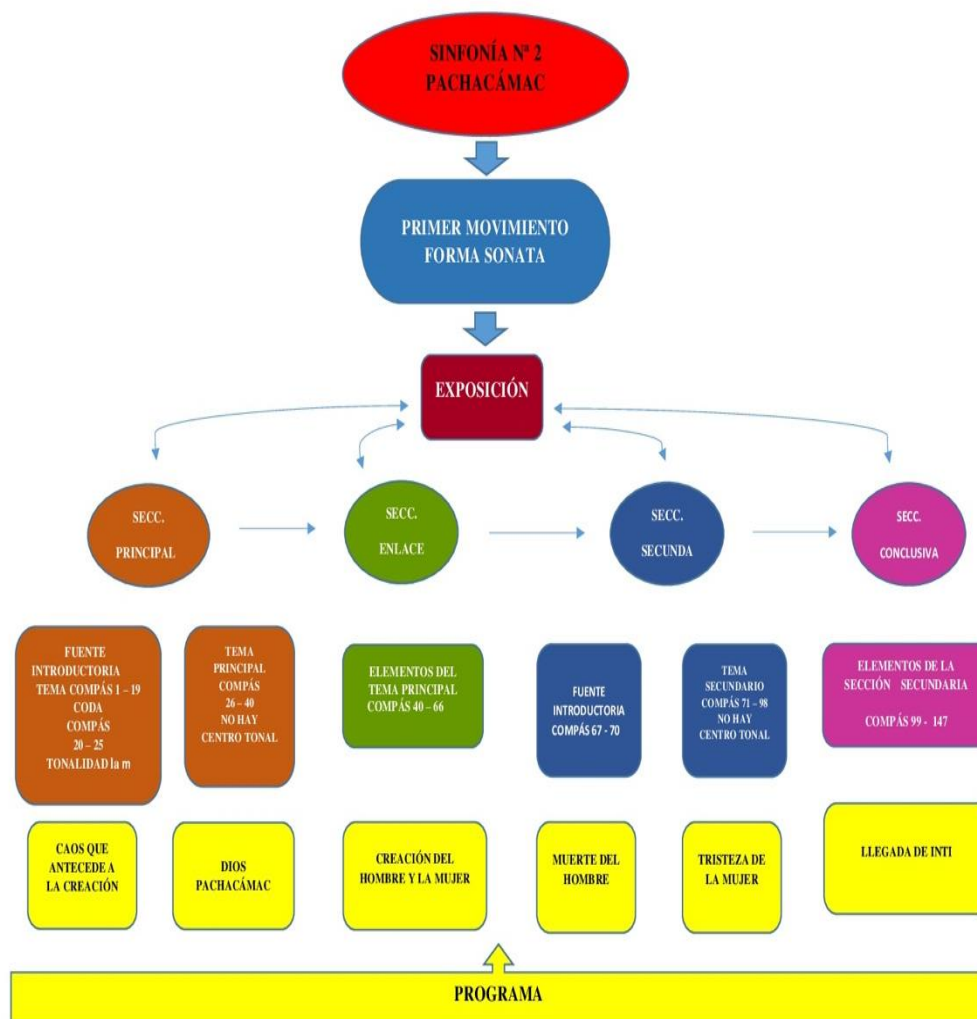 SINFONÍA Nª 2
PACHACÁMAC
PRIMER MOVIMIENTO
FORMA SONATA
EXPOSICIÓN
SECC.
PRINCIPAL
SECC.
ENLACE
SECC.
SECUNDA
SECC.
CONCLUSIVA
FUENTE
INTRODUCTORIA
TEMA COMPÁS 1 – 19
CODA
COMPÁS
20 – 25
TONALIDAD la m
TEMA
PRINCIPAL
COMPÁS
26 – 40
NO HAY
CENTRO TONAL
ELEMENTOS DEL
TEMA PRINCIPAL
COMPÁS 40 – 66
FUENTE
INTRODUCTORIA
COMPÁS 67 - 70
TEMA
SECUNDARIO
COMPÁS 71 – 98
NO HAY
CENTRO TONAL
ELEMENTOS DE LA
SECCIÓN SECUNDARIA
COMPÁS 99 - 147
CAOS QUE
ANTECEDE A
LA CREACIÓN
DIOS
PACHACÁMAC
CREACIÓN DEL
HOMBRE Y LA MUJER
MUERTE DEL
HOMBRE
TRISTEZA DE
LA MUJER
LLEGADA DE INTI
PROGRAMA